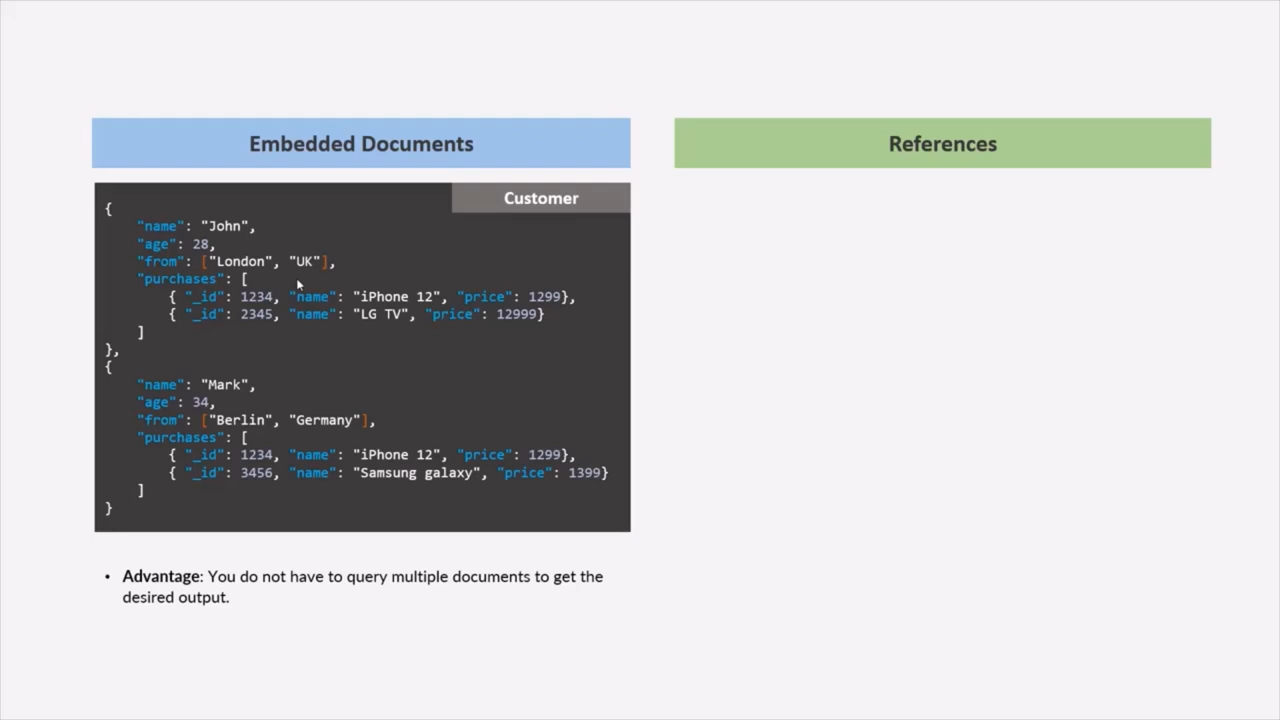 Embedded Documents
References
Customer
{
"name": "John",
"age": 28,
"from": ["London", "UK"],
"purchases": [
{ "_id": 1234, "name": "iPhone 12", "price": 1299},
{ "_id": 2345, "name": "LG TV", "price": 12999}
]
},
{
"name": "Mark",
"age": 34,
"from": ["Berlin", "Germany"],
"purchases": [
{ "_id": 1234, "name": "iPhone 12", "price": 1299},
{ "_id": 3456, "name": "Samsung galaxy", "price": 1399}
]
}
• Advantage: You do not have to query multiple documents to get the
desired output.